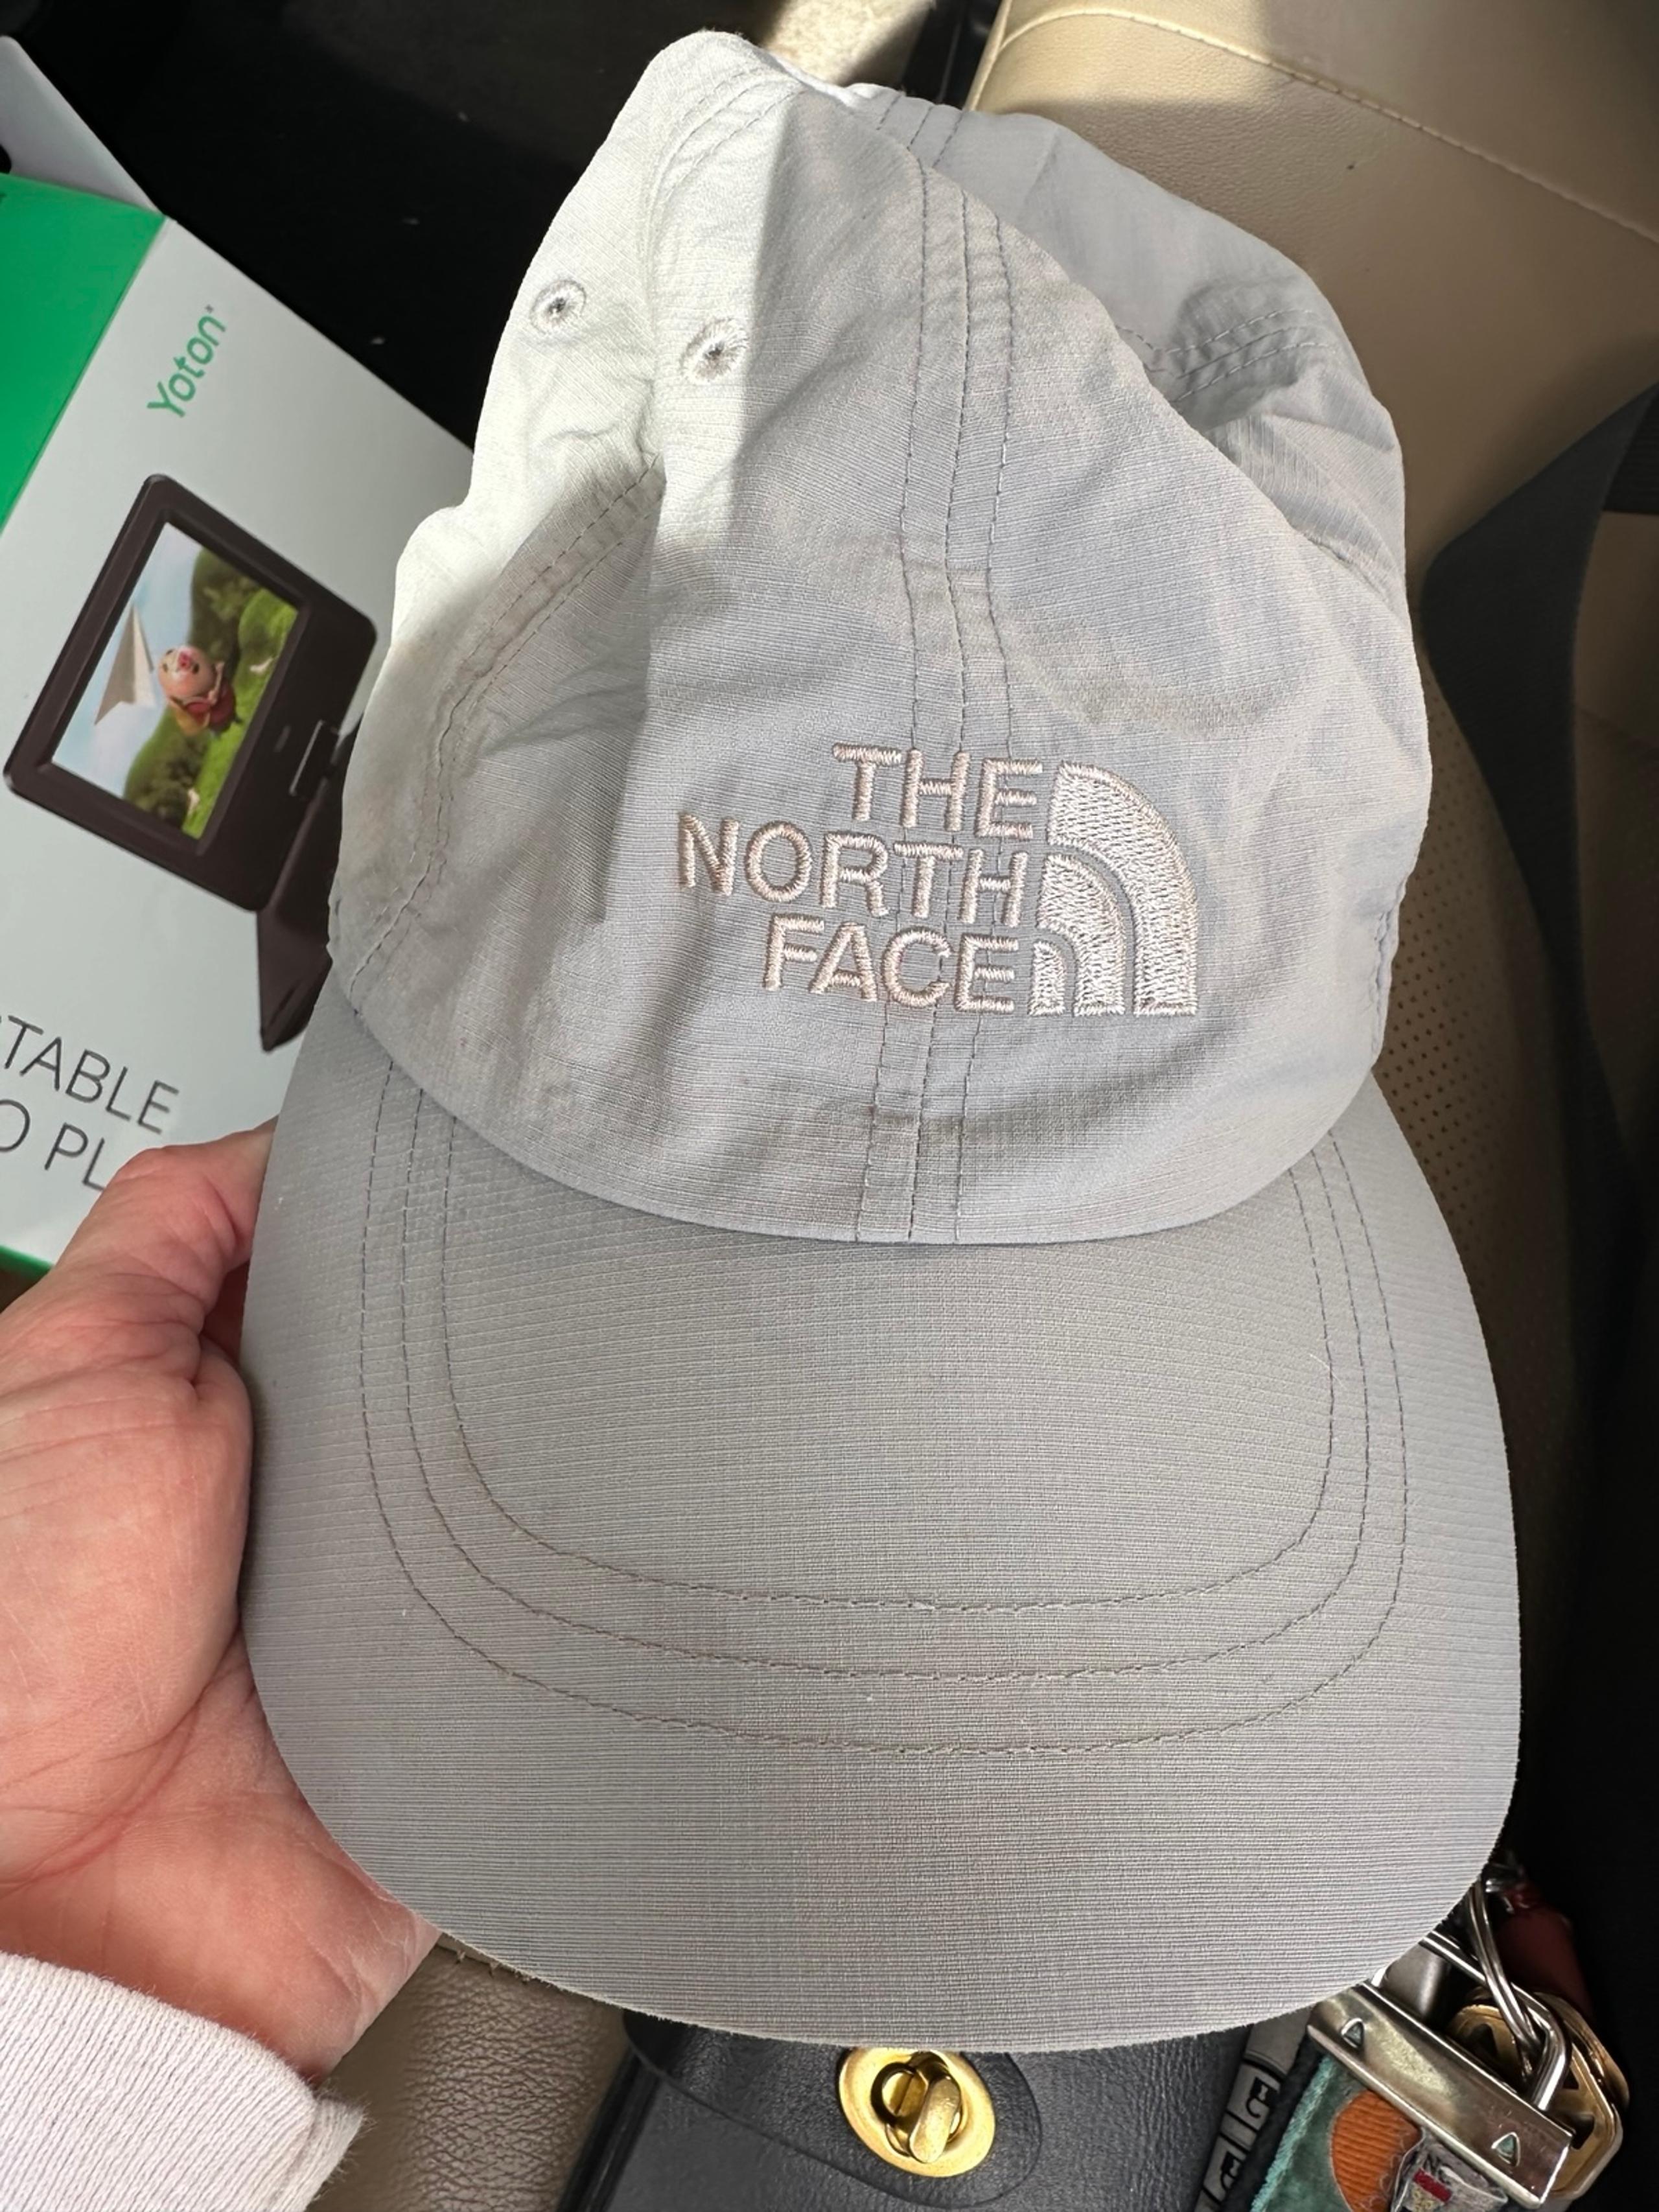 Yoton
TABLE
O PL
THE
NORTH
FACE